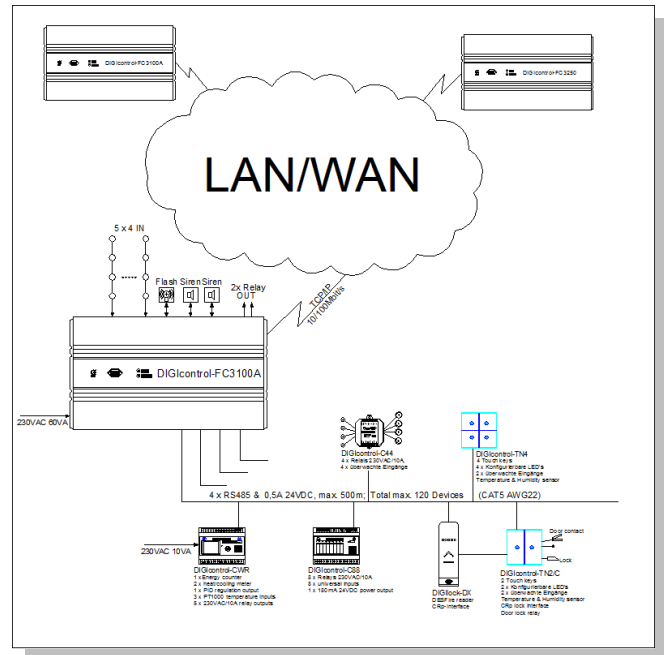 DIGIcontrol-FC3100A
DIGIcontrol-FC3250
LAN/WAN
5 x 4 IN
Flash Siren Siren
2x Relay
OUT
TCP/IP
10/100Mbit/s
DIGIcontrol-FC3100A
230VAC 60VA
DIGIcontrol-C44
4 x Relais 230VAC/10A,
4 x überwachte Eingänge
DIGIcontrol-TN4
4 Touch keys
4 x Konfigurierbare LED's
2 x überwachte Eingänge
Temperature & Humidity sensor
4 x RS485 & 0,5A 24VDC, max. 500m; Total max. 120 Devices (CAT5 AWG22)
230VAC 10VA
DIGIcontrol-CWR
1 x Energy counter
2 x heat/cooling meter
1 x PID regulation output
3 x PT1000 temperature inputs
5 x 230VAC/10A relay outputs
DIGIcontrol-C88
8 x Relays 230VAC/10A
8 x universal inputs
1 x 180mA 24VDC power output
DIGIlock-DX
DESFire reader
CRp-interface
Door contact
Lock
DIGIcontrol-TN2/C
2 Touch keys
2 x Konfigurierbare LED's
2 x überwachte Eingänge
Temperature & Humidity sensor
CRp lock interface
Door lock relay